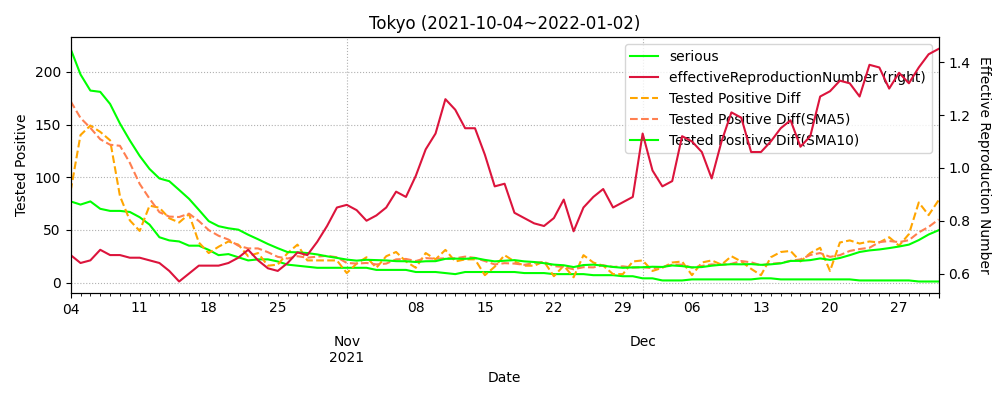 Tokyo (2021-10-04~2022-01-02)
serious
effectiveReproductionNumber (right)
Tested Positive Diff
Tested Positive Diff(SMA5)
Tested Positive Diff(SMA10)
Tested Positive
200
150
100
50
0
1.4
1.2
1.0
0.8
0.6
Effective Reproduction Number
04 11 18 25 08 15 22 29 06 13 20 27
Nov Dec
2021
Date